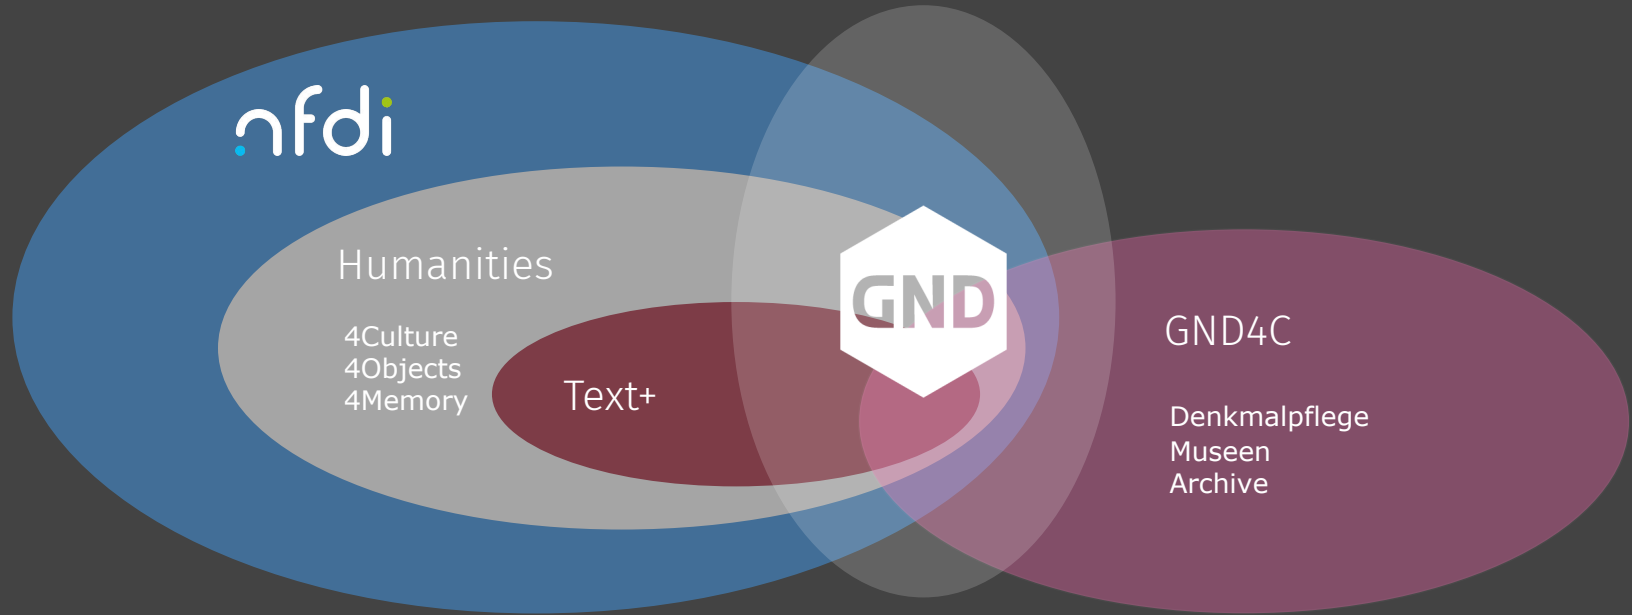 nfdi
Humanities
4Culture
4Objects
4Memory
Text+
GND
GND4C
Denkmalpflege
Museen
Archive